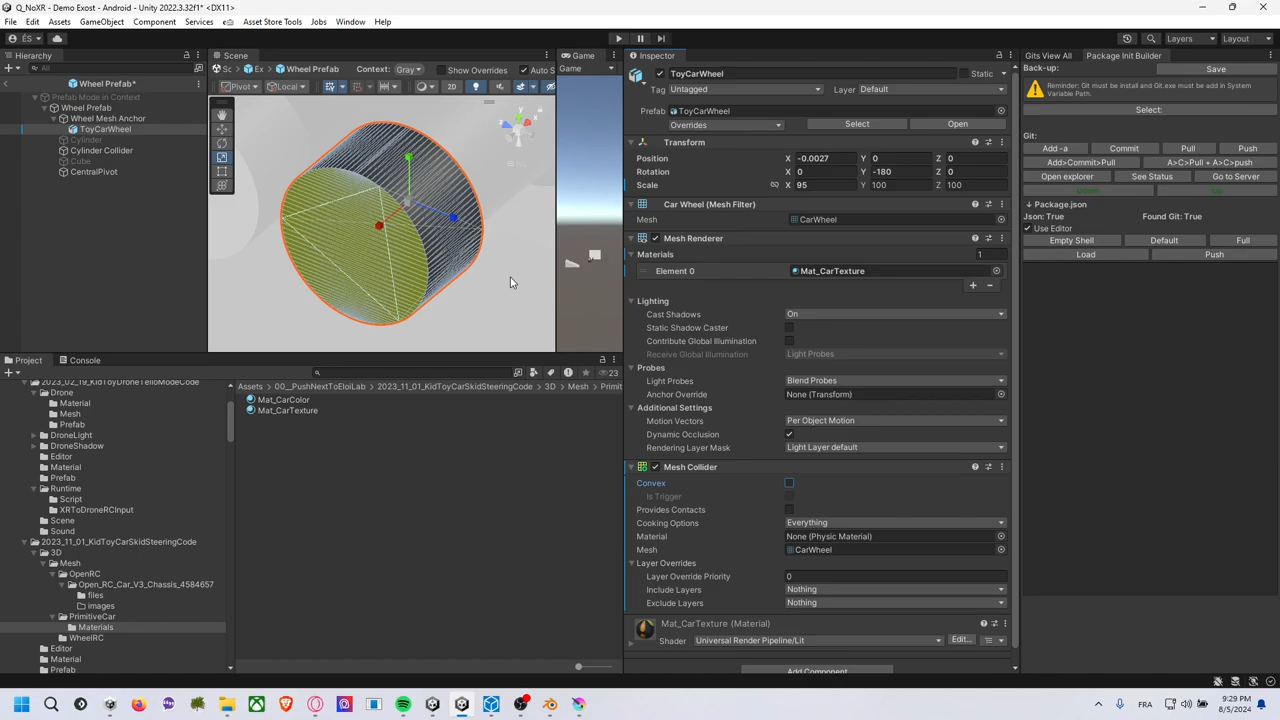 Q_NoXR - Demo Exost - Android - Unity 2022.3.32f1* <DX11>
File Edit Assets GameObject Component Services Asset Store Tools Jobs Window Help
ÉS Layers Layout
Hierarchy
All
Wheel Prefab*
Prefab Mode in Context
Wheel Prefab
Wheel Mesh Anchor
ToyCarWheel
Cylinder
Cylinder Collider
Cube
CentralPivot
Scene
Sc Ex Wheel Prefab Context: Gray Show Overrides Auto S
Pivot Local 2D
y
Game
Game
Inspector
ToyCarWheel Static
Tag Untagged Layer Default
Prefab ToyCarWheel
Overrides Select Open
Transform
Position X -0.0027 Y 0 Z 0
Rotation X 0 Y -180 Z 0
Scale X 95 Y 100 Z 100
Car Wheel (Mesh Filter)
Mesh CarWheel
Mesh Renderer
Materials 1
Element 0 Mat_CarTexture
Lighting
Cast Shadows On
Static Shadow Caster
Contribute Global Illumination
Receive Global Illumination Light Probes
Probes
Light Probes Blend Probes
Anchor Override None (Transform)
Additional Settings
Motion Vectors Per Object Motion
Dynamic Occlusion
Rendering Layer Mask Light Layer default
Mesh Collider
Convex
Is Trigger
Provides Contacts
Cooking Options Everything
Material None (Physic Material)
Mesh CarWheel
Layer Overrides
Layer Override Priority 0
Include Layers Nothing
Exclude Layers Nothing
Mat_CarTexture (Material)
Shader Universal Render Pipeline/Lit Edit...
Add Component
Gits View All Package Init Builder
Back-up: Save
Reminder: Git must be install and Git.exe must be add in System
Variable Path.
Select:
Git:
Add -a Commit Pull Push
Add>Commit>Pull A>C>Pull + A>C>push
Open explorer See Status Go to Server
Package.json
Json: True Found Git: True
Use Editor
Empty Shell Default Full
Load Push
Project Console
23
2023_02_19_KidToyDroneTelloModeCode
Drone
Material
Mesh
Prefab
DroneLight
DroneShadow
Editor
Material
Prefab
Runtime
Script
XRToDroneRCInput
Scene
Sound
2023_11_01_KidToyCarSkidSteeringCode
3D
Mesh
OpenRC
Open_RC_Car_V3_Chassis_4584657
files
images
PrimitiveCar
Materials
WheelRC
Editor
Material
Prefab
Assets 00__PushNextToEloiLab 2023_11_01_KidToyCarSkidSteeringCode 3D Mesh Primit
Mat_CarColor
Mat_CarTexture
FRA 9:29 PM
8/5/2024